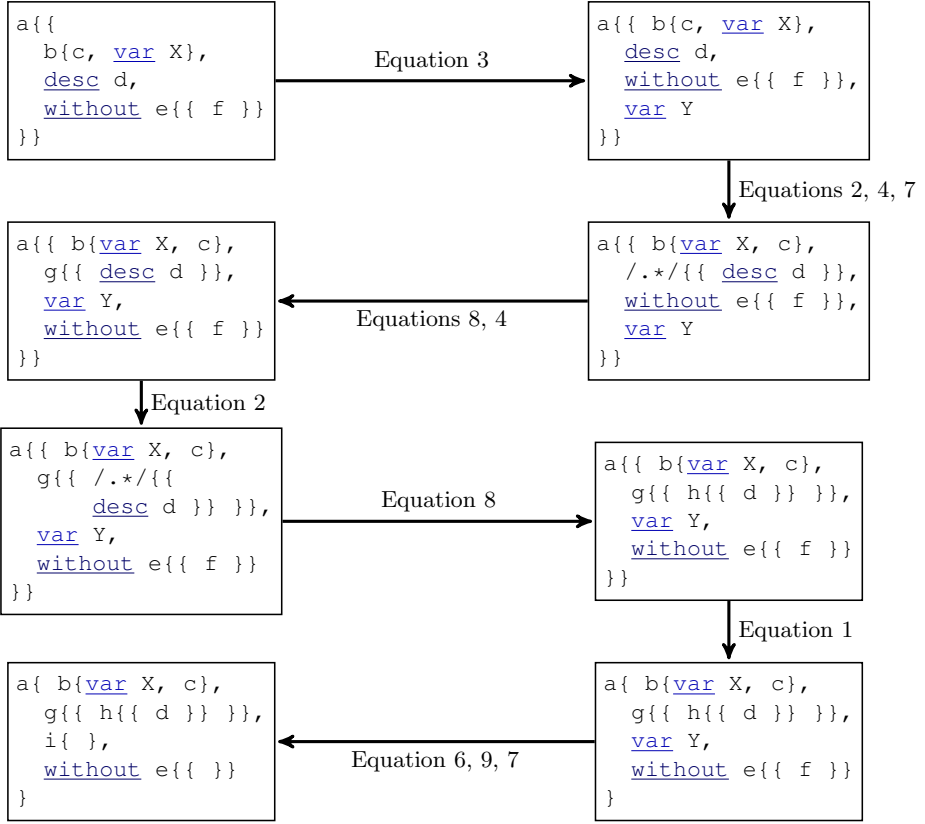 a{{
b{c, var X},
desc d,
without e{{ f }}
}}
Equation 3
a{{ b{c, var X},
desc d,
without e{{ f }},
var Y
}}
Equations 2, 4, 7
a{{ b{var X, c},
/.*/{{ desc d }},
without e{{ f }},
var Y
}}
Equations 8, 4
a{{ b{var X, c},
g{{ desc d }},
var Y,
without e{{ f }}
}}
Equation 2
a{{ b{var X, c},
g{{ /.*/{{
desc d }} }},
var Y,
without e{{ f }}
}}
Equation 8
a{{ b{var X, c},
g{{ h{{ d }} }},
var Y,
without e{{ f }}
}}
Equation 1
a{ b{var X, c},
g{{ h{{ d }} }},
var Y,
without e{{ f }}
}
Equation 6, 9, 7
a{ b{var X, c},
g{{ h{{ d }} }},
i{ },
without e{{ }}
}